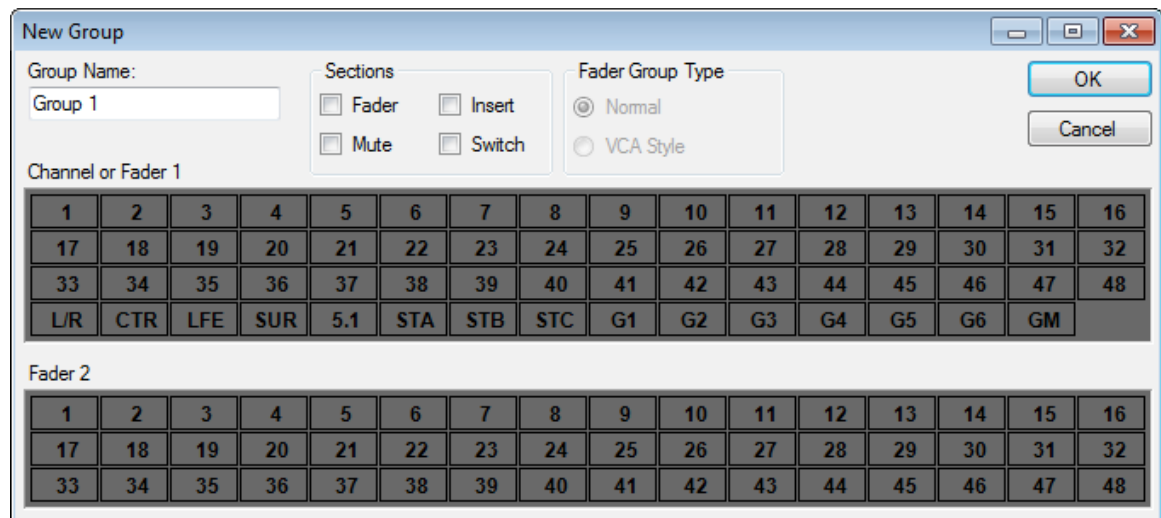 New Group
Group Name:
Sections
Fader Group Type
OK
Group 1
Fader
Insert
Normal
Cancel
Mute
Switch
VCA Style
Channel or Fader 1
1 2 3 4 5 6 7 8 9 10 11 12 13 14 15 16
17 18 19 20 21 22 23 24 25 26 27 28 29 30 31 32
33 34 35 36 37 38 39 40 41 42 43 44 45 46 47 48
L/R CTR LFE SUR 5.1 STA STB STC G1 G2 G3 G4 G5 G6 GM
Fader 2
1 2 3 4 5 6 7 8 9 10 11 12 13 14 15 16
17 18 19 20 21 22 23 24 25 26 27 28 29 30 31 32
33 34 35 36 37 38 39 40 41 42 43 44 45 46 47 48